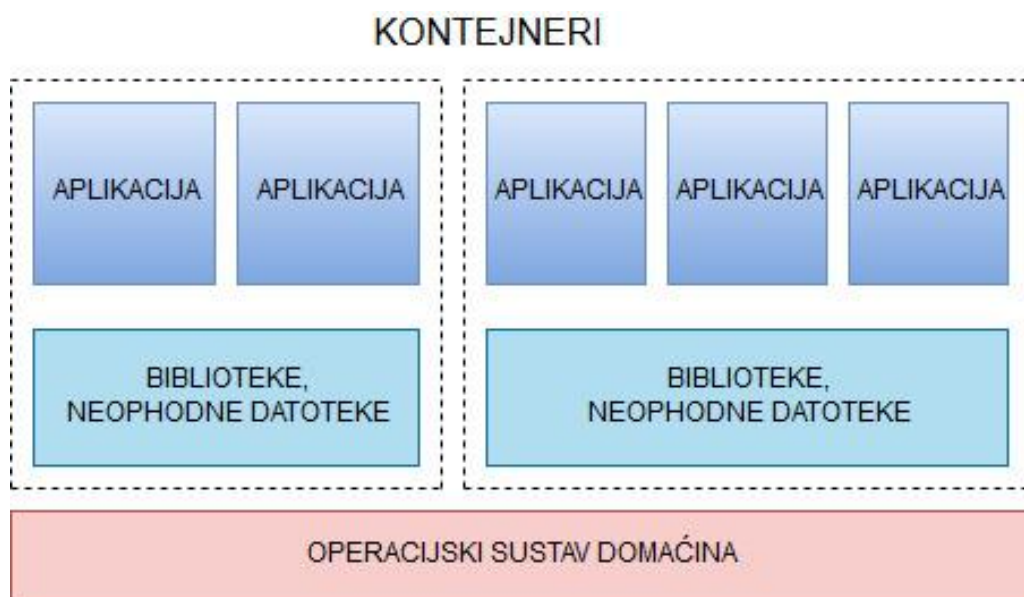 KONTEJNERI
APLIKACIJA
APLIKACIJA
APLIKACIJA
APLIKACIJA
APLIKACIJA
BIBLIOTEKE,
NEOPHODNE DATOTEKE
BIBLIOTEKE,
NEOPHODNE DATOTEKE
OPERACIJSKI SUSTAV DOMAĆINA